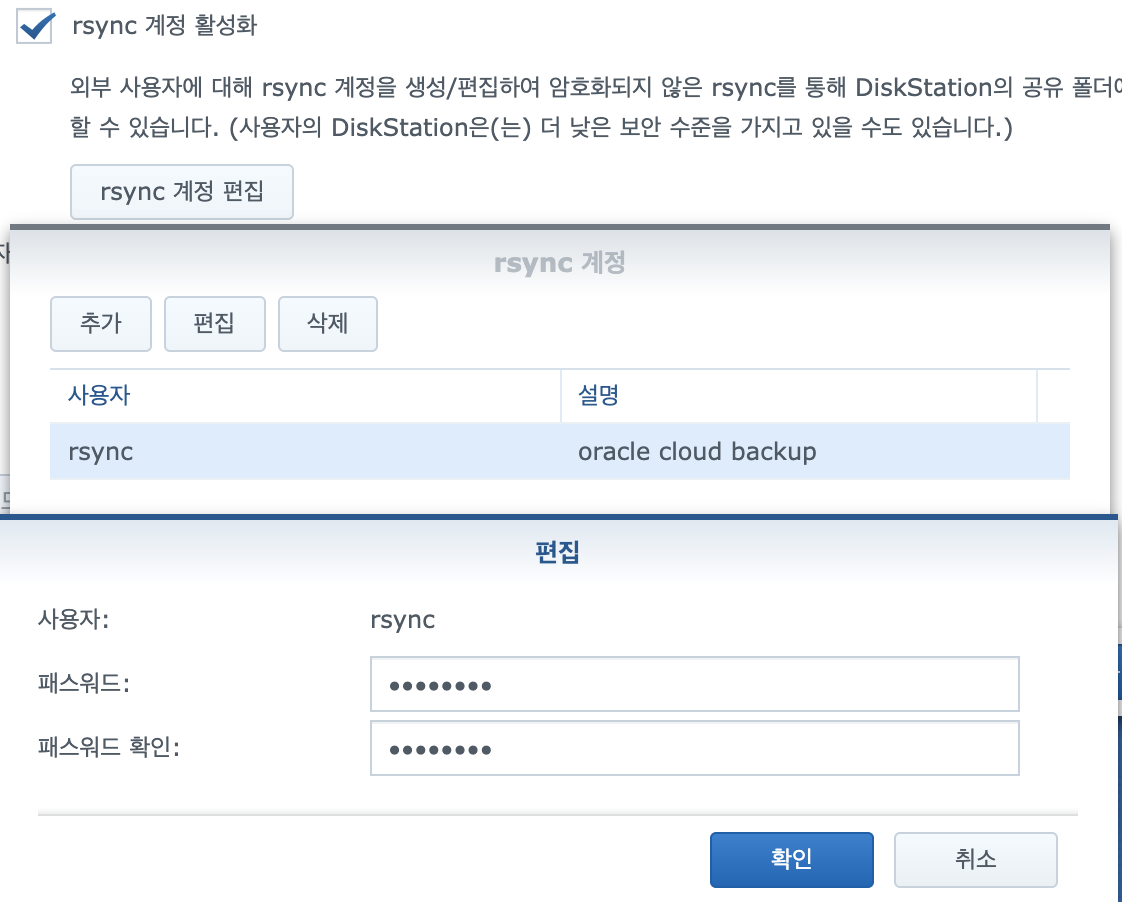 rsync 계정 활성화
외부 사용자에 대해 rsync 계정을 생성/편집하여 암호화되지 않은 rsync를 통해 DiskStation의 공유
할 수 있습니다. (사용자의 DiskStation은(는) 더 낮은 보안 수준을 가지고 있을 수도 있습니다.)
rsync 계정 편집
rsync 계정
추가 편집 삭제
사용자 설명
rsync oracle cloud backup
편집
사용자: rsync
패스워드: ●●●●●●●●
패스워드 확인: ●●●●●●●●
확인 취소